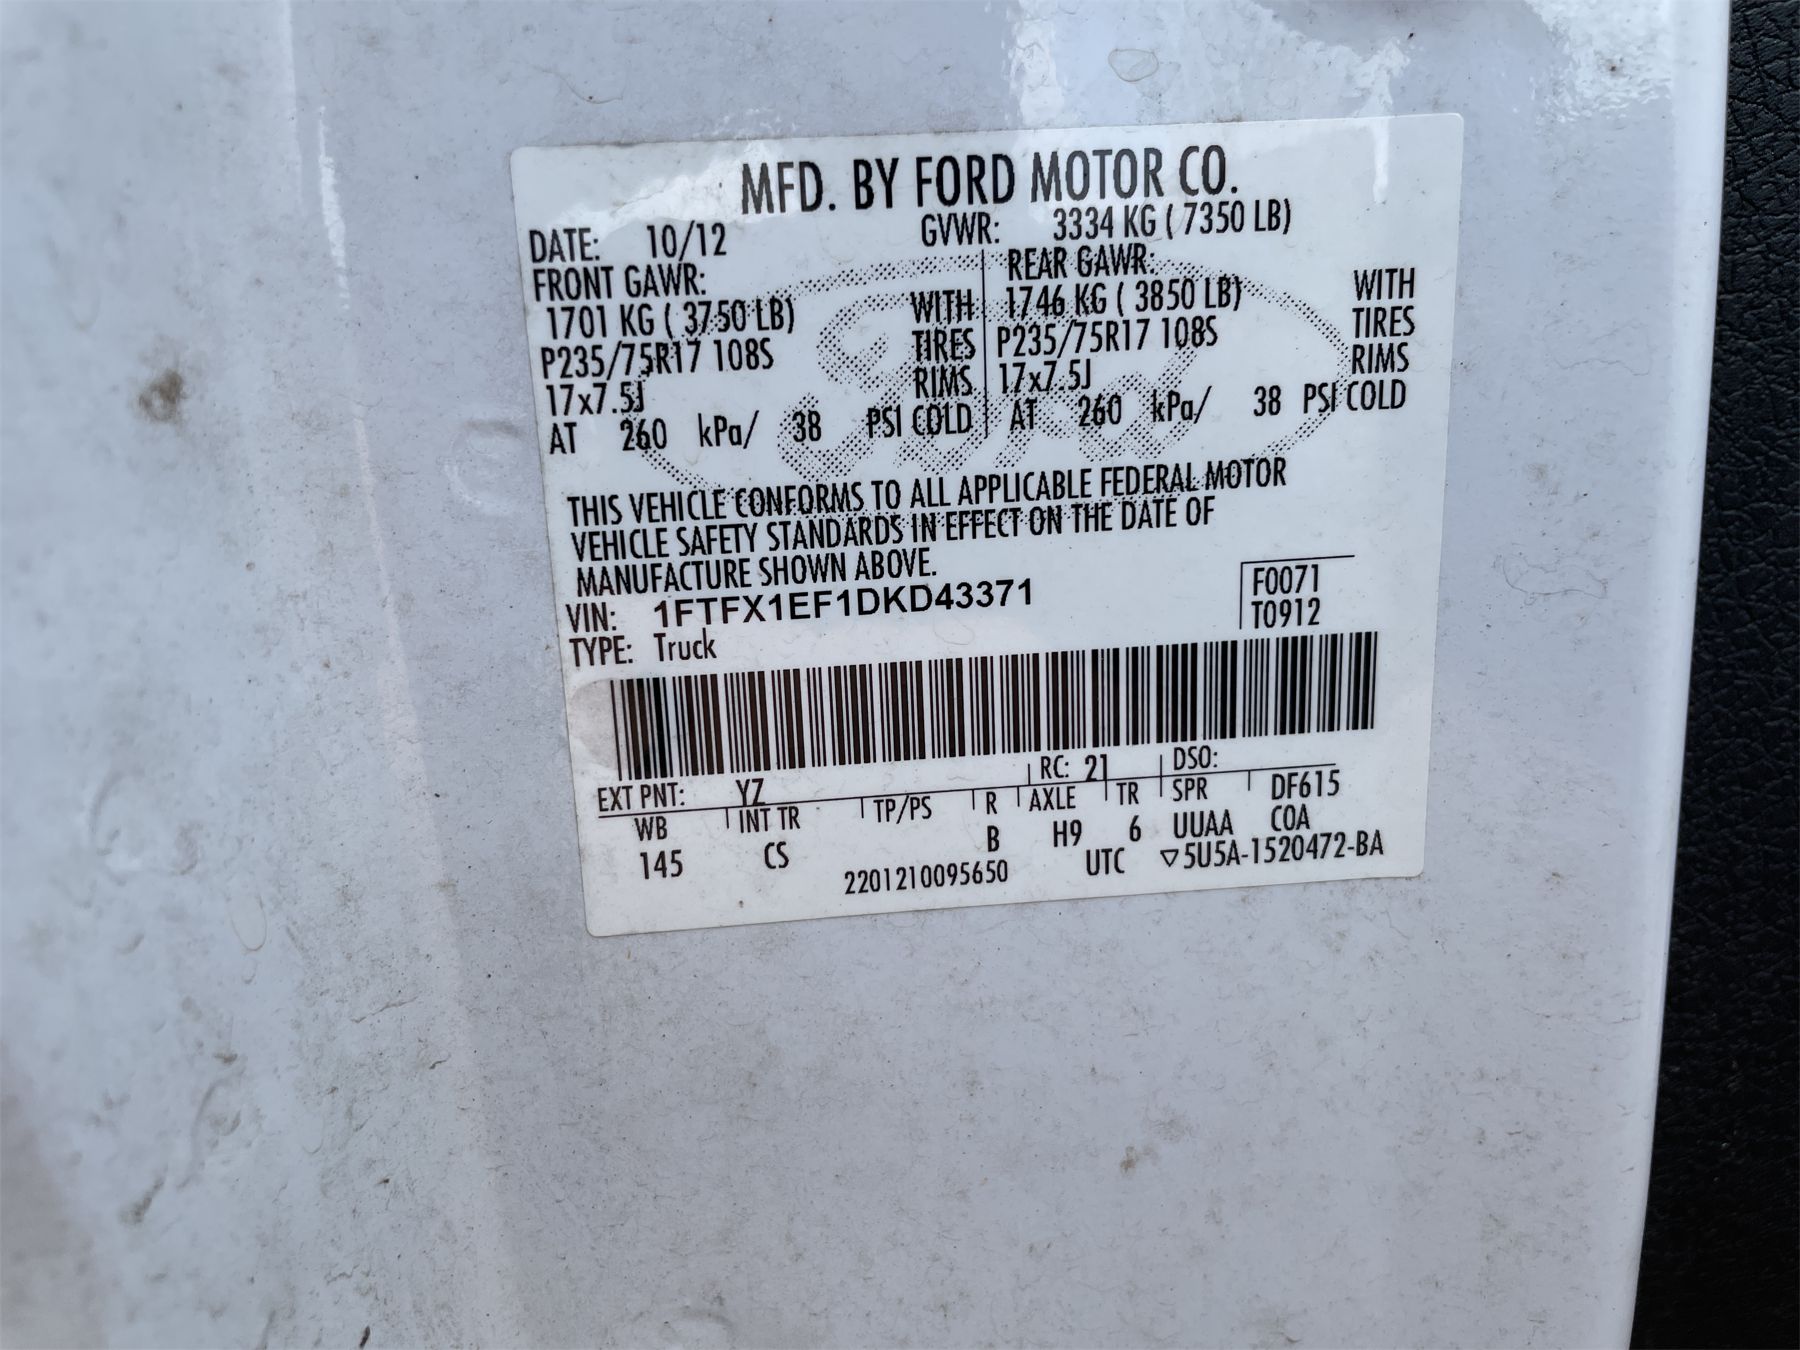 MFD. BY FORD MOTOR CO.
DATE: 10/12 GVWR: 3334 KG ( 7350 LB)
FRONT GAWR: REAR GAWR:
1701 KG ( 3750 LB) WITH 1746 KG ( 3850 LB) WITH
P235/75R17 108S TIRES P235/75R17 108S TIRES
17x7.5J RIMS 17x7.5J RIMS
AT 260 kPa/ 38 PSI COLD AT 260 kPa/ 38 PSI COLD
Ford
THIS VEHICLE CONFORMS TO ALL APPLICABLE FEDERAL MOTOR
VEHICLE SAFETY STANDARDS IN EFFECT ON THE DATE OF
MANUFACTURE SHOWN ABOVE.
VIN: 1FTFX1EF1DKD43371 F0071
TYPE: Truck T0912
EXT PNT: YZ RC: 21 DSO:
WB INT TR TP/PS R AXLE TR SPR DF615
145 CS B H9 6 UUAA COA
2201210095650 UTC ▽5U5A-1520472-BA